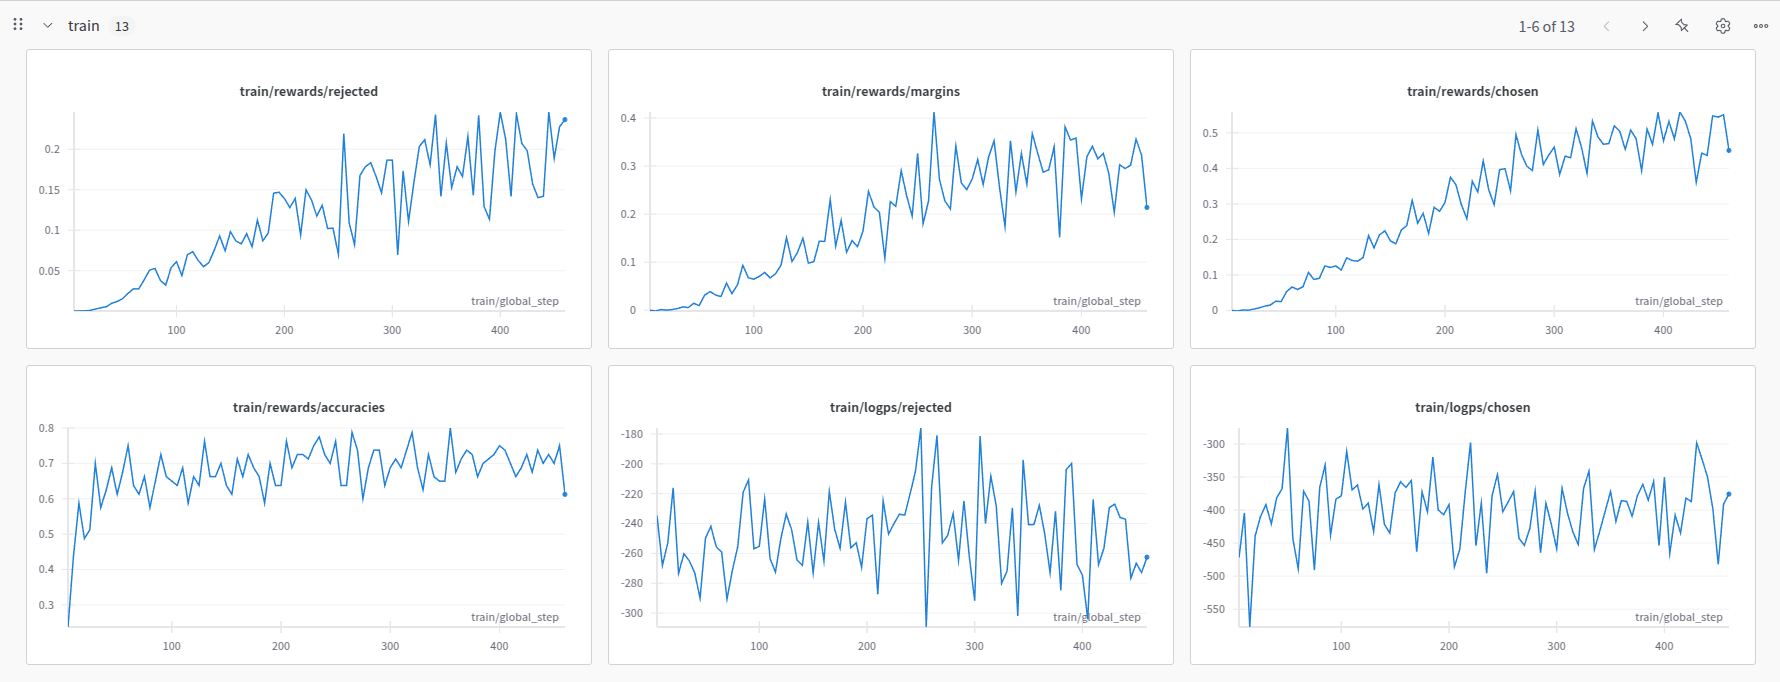 train 13
1-6 of 13
train/rewards/rejected
0.2
0.15
0.1
0.05
train/global_step
100 200 300 400
train/rewards/margins
0.4
0.3
0.2
0.1
0
train/global_step
100 200 300 400
train/rewards/chosen
0.5
0.4
0.3
0.2
0.1
0
train/global_step
100 200 300 400
train/rewards/accuracies
0.8
0.7
0.6
0.5
0.4
0.3
train/global_step
100 200 300 400
train/logps/rejected
-180
-200
-220
-240
-260
-280
-300
train/global_step
100 200 300 400
train/logps/chosen
-300
-350
-400
-450
-500
-550
train/global_step
100 200 300 400